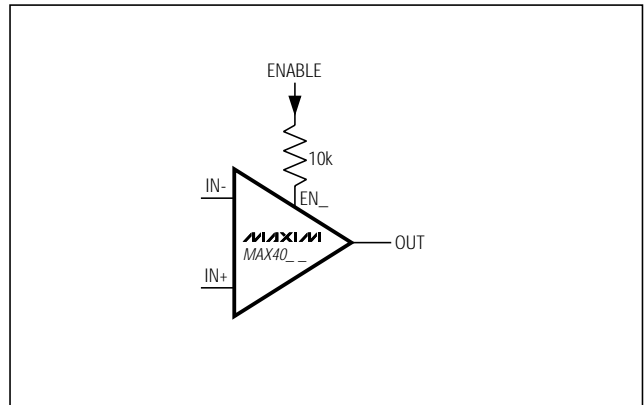 ENABLE
10k
IN-
EN_
MAXIM
MAX40_ _
OUT
IN+